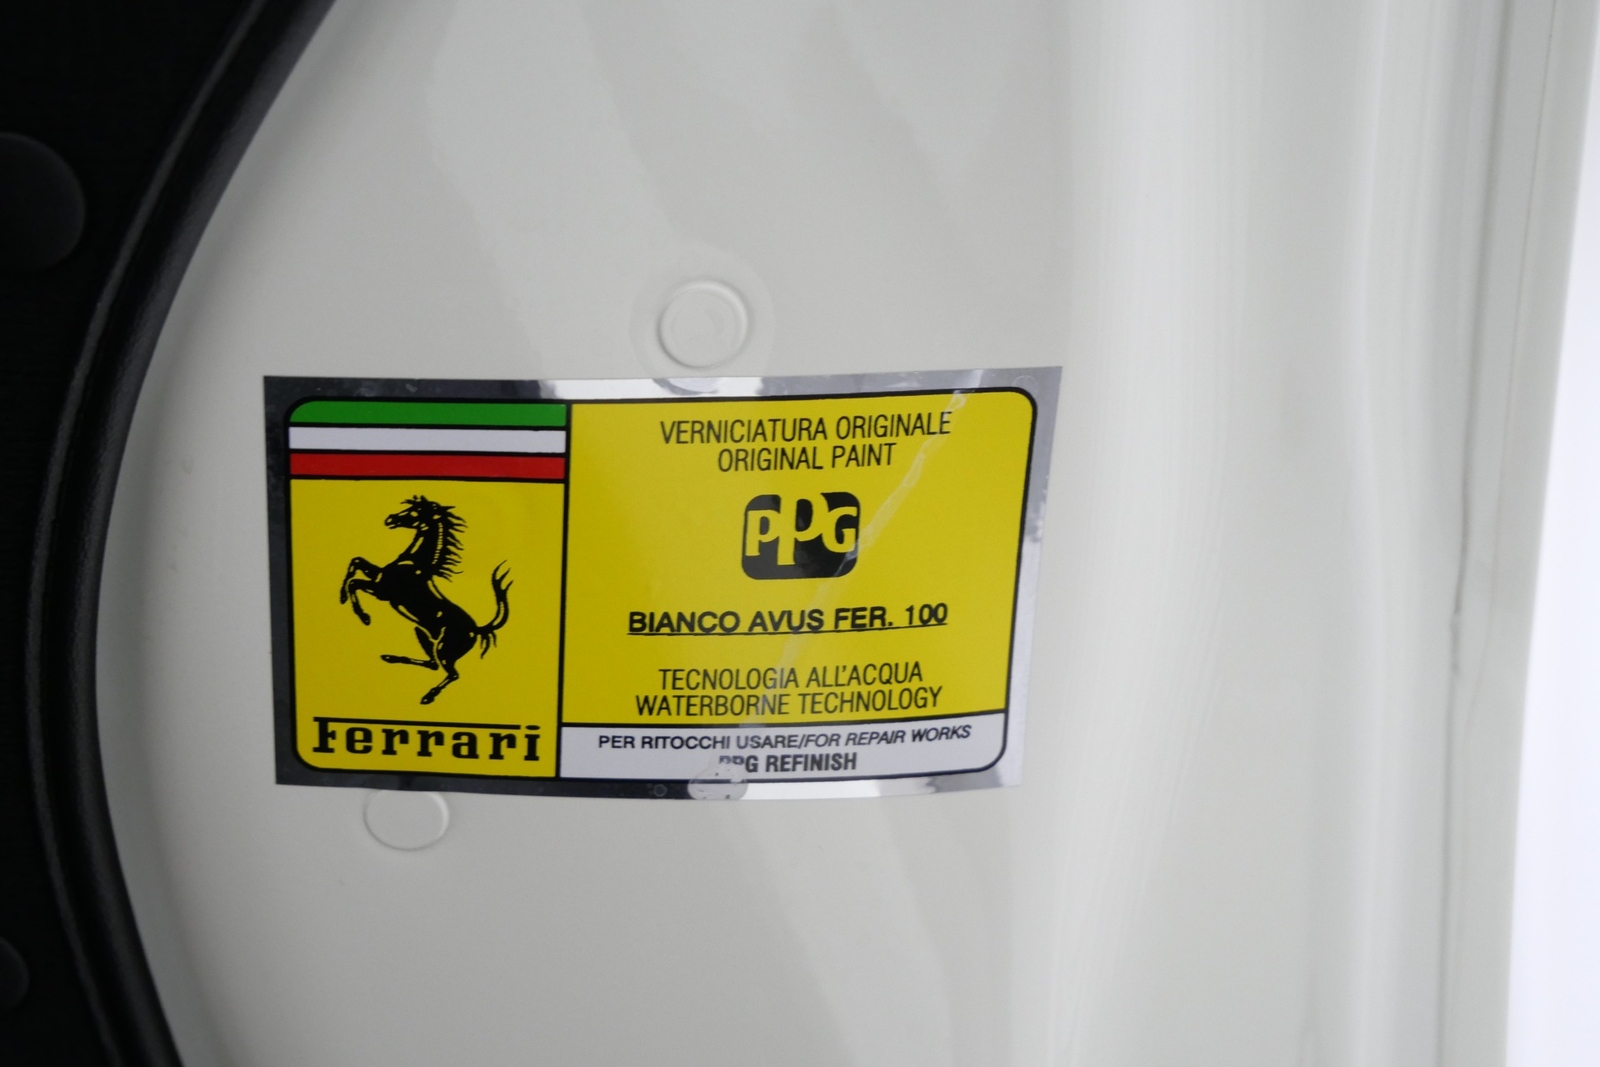 Ferrari
VERNICIATURA ORIGINALE
ORIGINAL PAINT
PPG
BIANCO AVUS FER. 100
TECNOLOGIA ALL'ACQUA
WATERBORNE TECHNOLOGY
PER RITOCCHI USARE/FOR REPAIR WORKS
PPG REFINISH